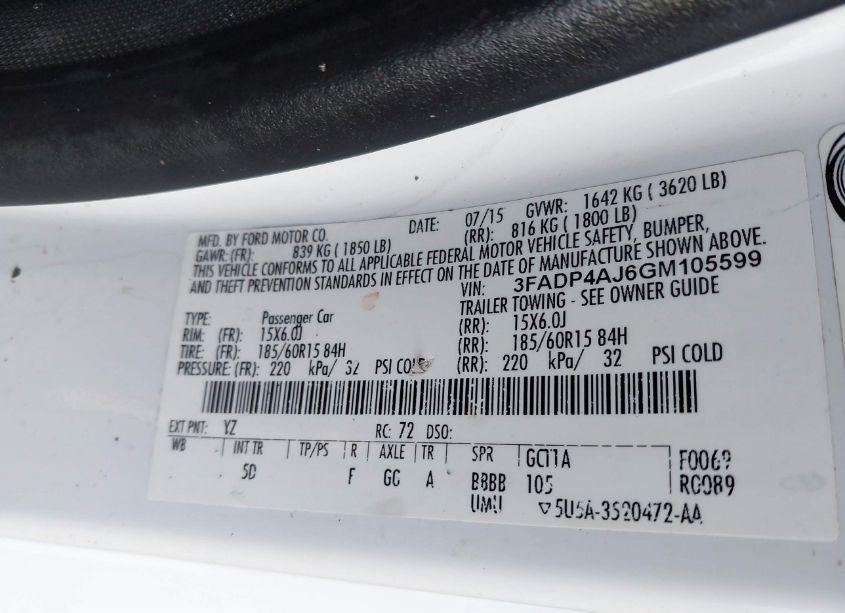 MFD. BY FORD MOTOR CO. DATE: 07/15 GVWR: 1642 KG ( 3620 LB)
GAWR: (FR): 839 KG ( 1850 LB) (RR): 816 KG ( 1800 LB)
THIS VEHICLE CONFORMS TO ALL APPLICABLE FEDERAL MOTOR VEHICLE SAFETY, BUMPER,
AND THEFT PREVENTION STANDARDS IN EFFECT ON THE DATE OF MANUFACTURE SHOWN ABOVE.
VIN: 3FADP4AJ6GM105599
TYPE: Passenger Car TRAILER TOWING - SEE OWNER GUIDE
RIM: (FR): 15X6.0J (RR): 15X6.0J
TIRE: (FR): 185/60R15 84H (RR): 185/60R15 84H
PRESSURE: (FR): 220 kPa/ 32 PSI COLD (RR): 220 kPa/ 32 PSI COLD
EXT PNT: YZ RC: 72 DSO:
WB INT TR TP/PS R AXLE TR SPR
5D F GC A B8BB 105
F0069
RC089
UMU ▽5U5A-3S20472-AA